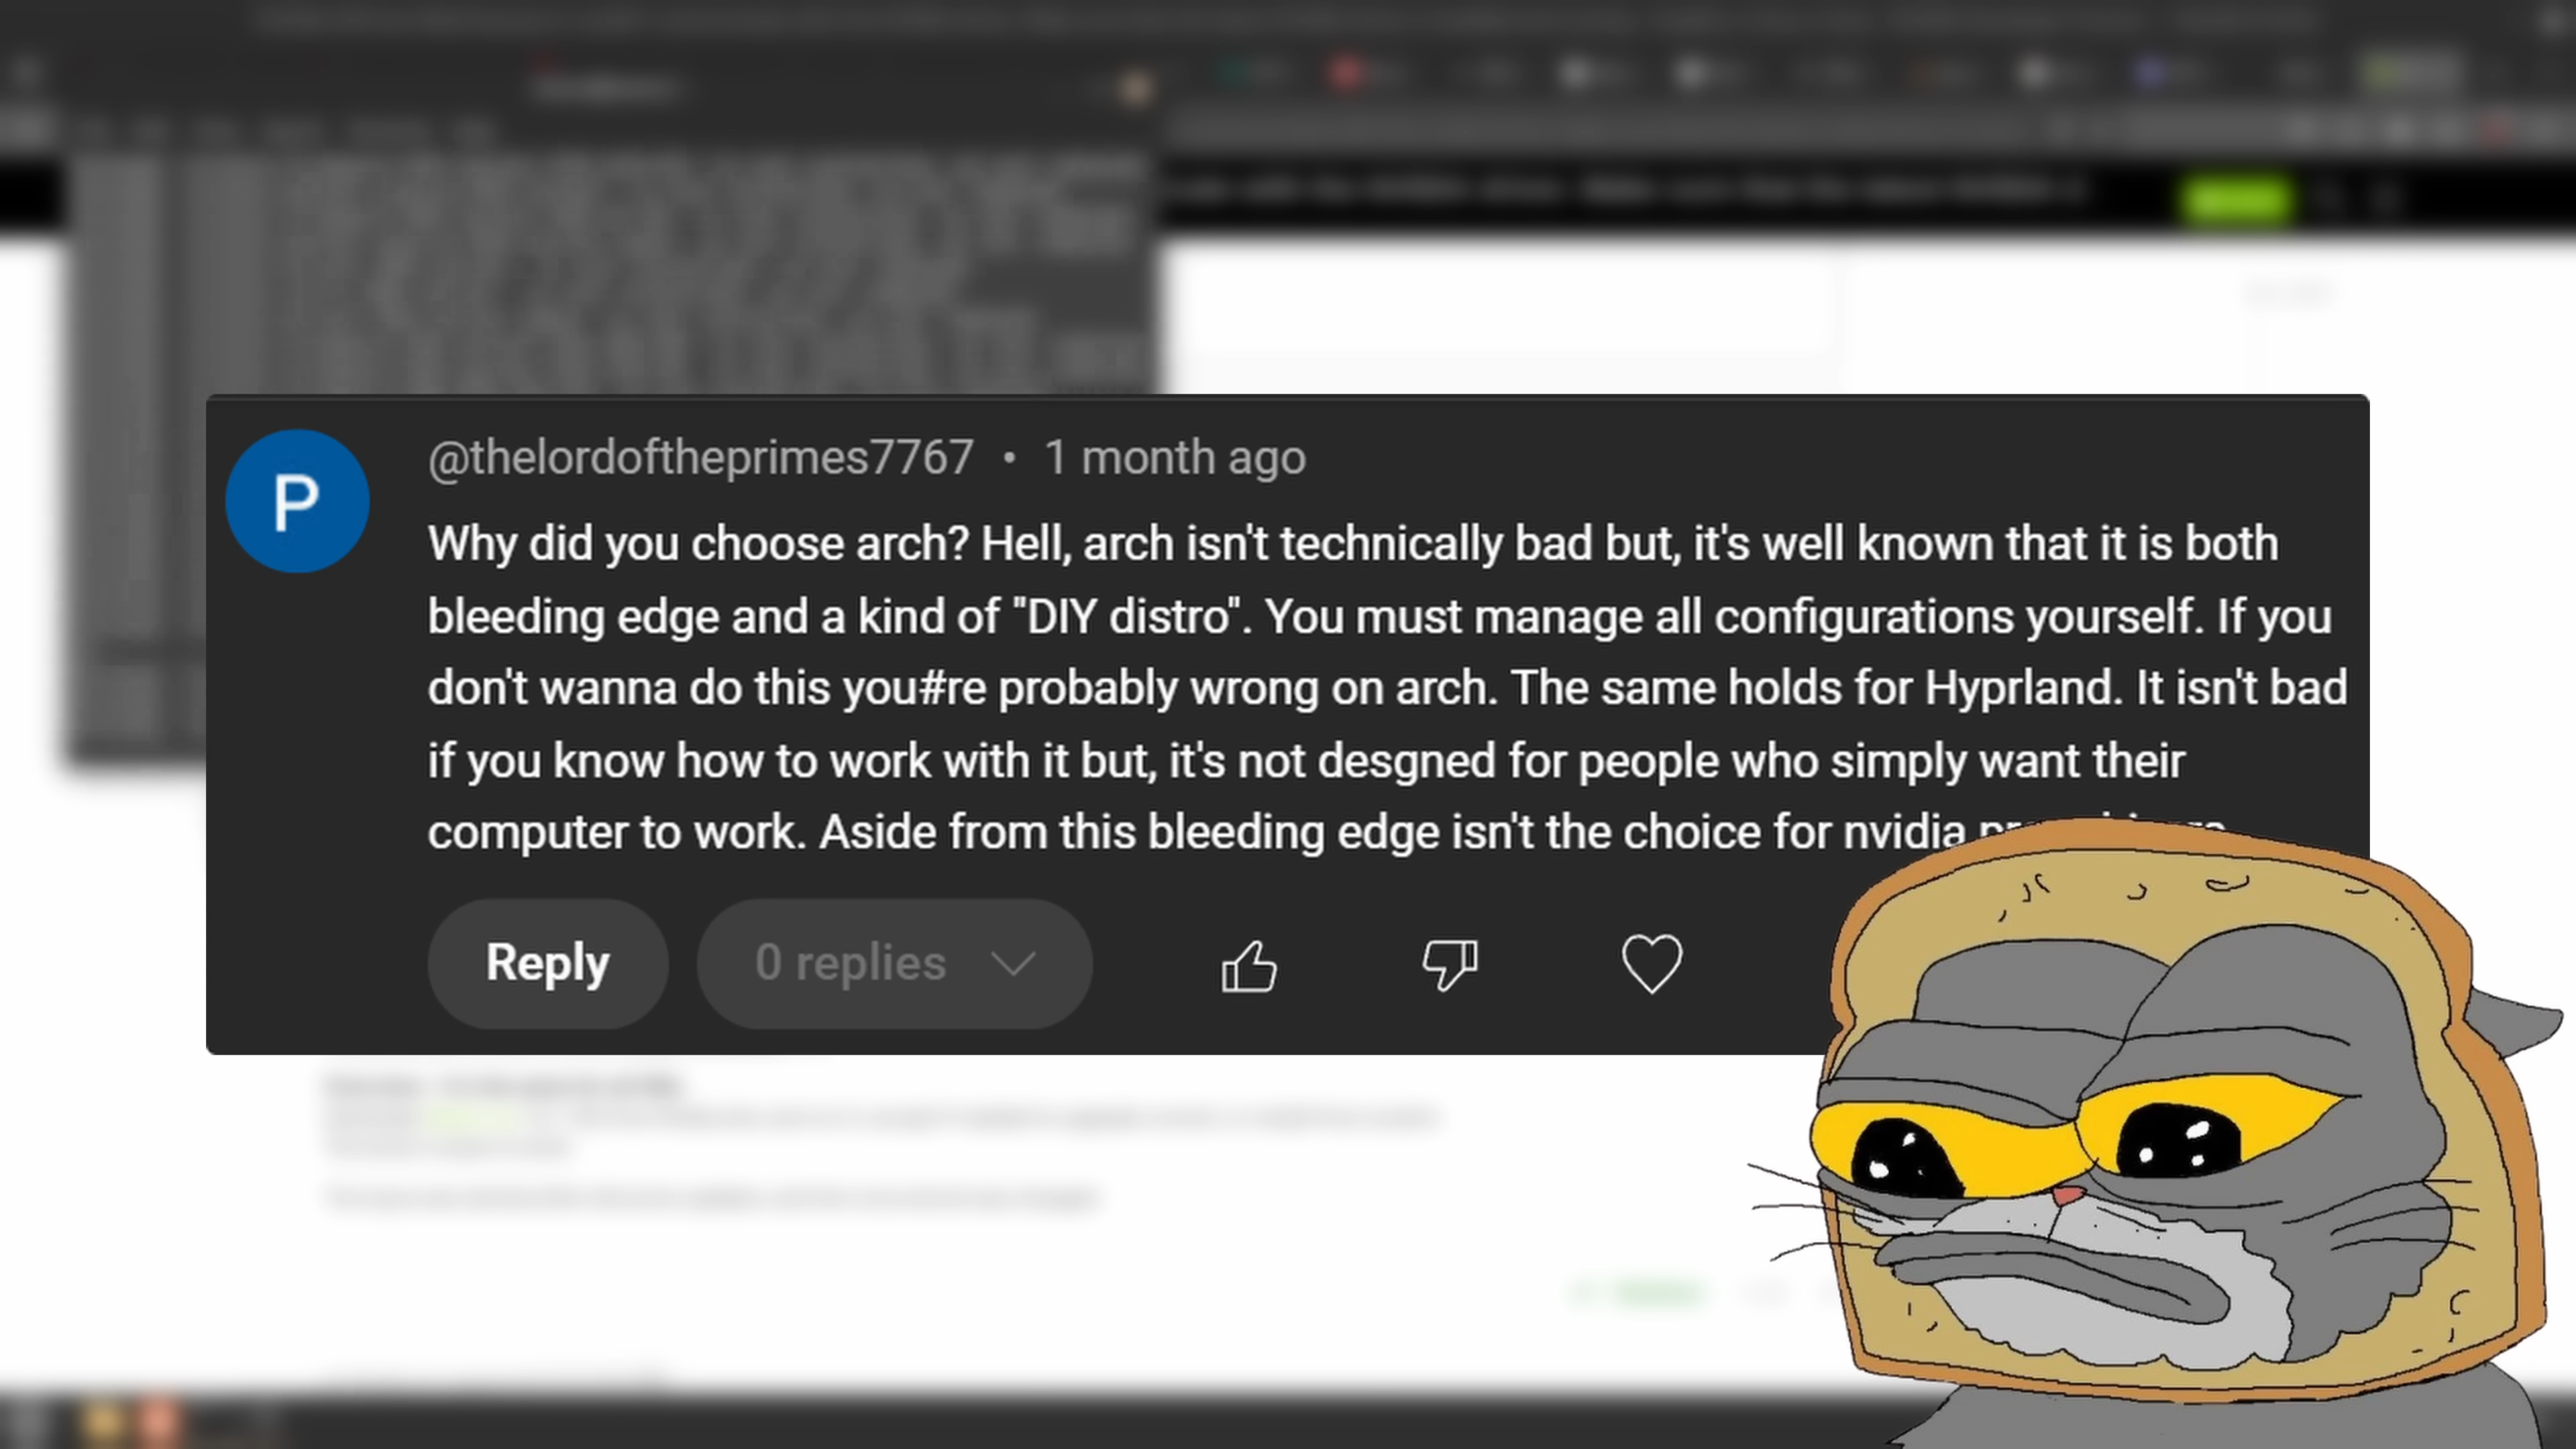 P
@thelordoftheprimes7767 • 1 month ago
Why did you choose arch? Hell, arch isn't technically bad but, it's well known that it is both
bleeding edge and a kind of "DIY distro". You must manage all configurations yourself. If you
don't wanna do this you#re probably wrong on arch. The same holds for Hyprland. It isn't bad
if you know how to work with it but, it's not desgned for people who simply want their
computer to work. Aside from this bleeding edge isn't the choice for nvidia
Reply
0 replies